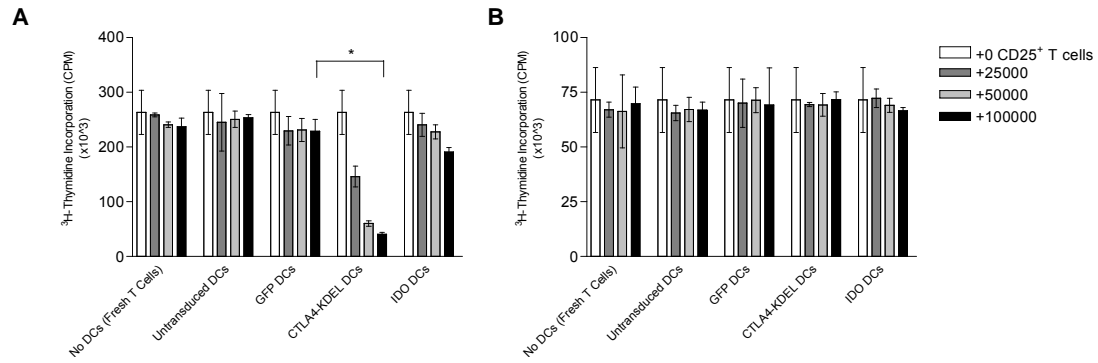 A
³H-Thymidine Incorporation (CPM)
(x10^3)
400
300
200
100
0
*
No DCs (Fresh T Cells)
Untransduced DCs
GFP DCs
CTLA4-KDEL DCs
IDO DCs
B
³H-Thymidine Incorporation (CPM)
(x10^3)
100
75
50
25
0
No DCs (Fresh T Cells)
Untransduced DCs
GFP DCs
CTLA4-KDEL DCs
IDO DCs
+0 CD25⁺ T cells
+25000
+50000
+100000